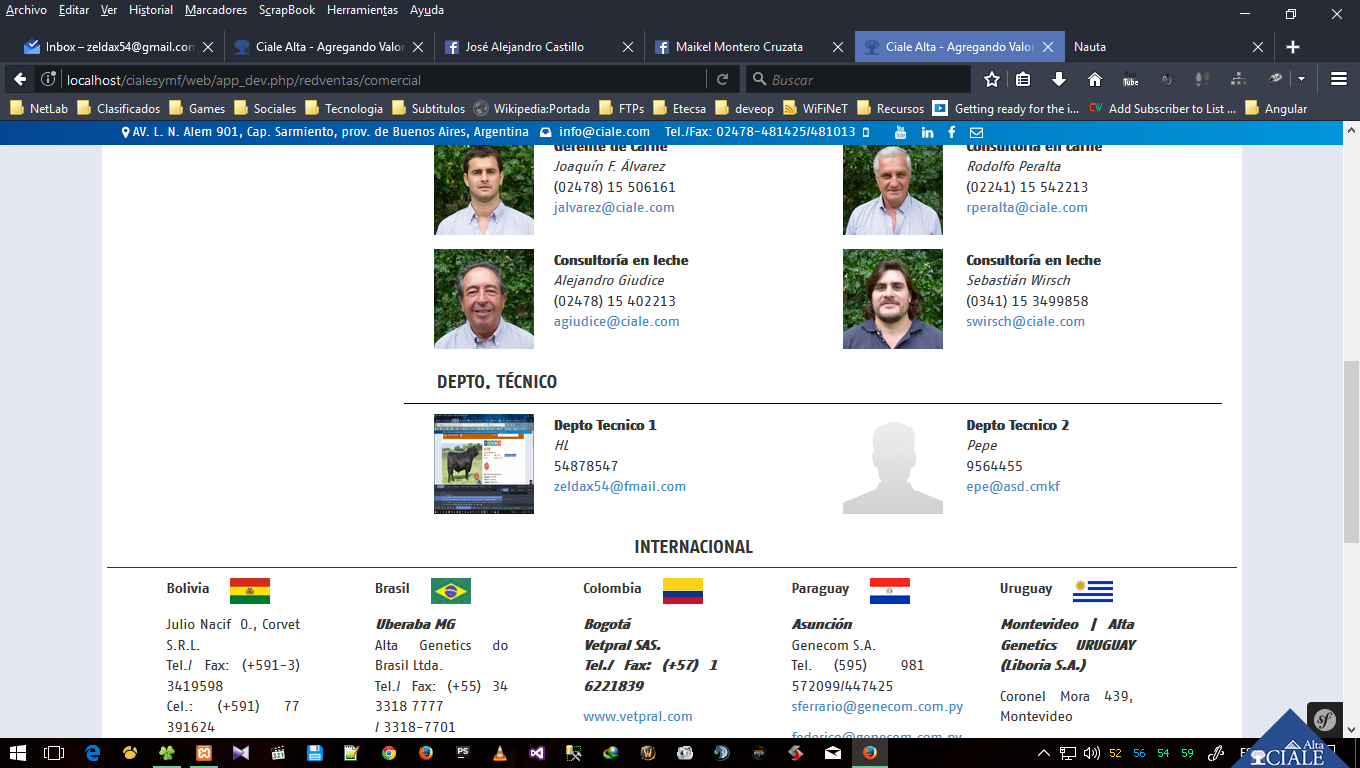 Archivo Editar Ver Historial Marcadores ScrapBook Herramientas Ayuda
Inbox – zeldax54@gmail.con
Ciale Alta - Agregando Valor
José Alejandro Castillo
Maikel Montero Cruzata
Ciale Alta - Agregando Valor
Nauta
localhost/cialesymf/web/app_dev.php/redventas/comercial
Buscar
NetLab Clasificados Games Sociales Tecnologia Subtitulos Wikipedia:Portada FTPs Etecsa deveop WiFiNeT Recursos Getting ready for the i... Add Subscriber to List ... Angular
AV. L. N. Alem 901, Cap. Sarmiento, prov. de Buenos Aires, Argentina info@ciale.com Tel./Fax: 02478-481425/481013
Gerente de Carne
Joaquín F. Álvarez
(02478) 15 506161
jalvarez@ciale.com
Consultoría en carne
Rodolfo Peralta
(02241) 15 542213
rperalta@ciale.com
Consultoría en leche
Alejandro Giudice
(02478) 15 402213
agiudice@ciale.com
Consultoría en leche
Sebastián Wirsch
(0341) 15 3499858
swirsch@ciale.com
DEPTO. TÉCNICO
Depto Tecnico 1
HL
54878547
zeldax54@fmail.com
Depto Tecnico 2
Pepe
9564455
epe@asd.cmkf
INTERNACIONAL
Bolivia
Julio Nacif O., Corvet
S.R.L.
Tel./ Fax: (+591-3)
3419598
Cel.: (+591) 77
391624
Brasil
Uberaba MG
Alta Genetics do
Brasil Ltda.
Tel./ Fax: (+55) 34
3318 7777
/ 3318-7701
Colombia
Bogotá
Vetpral SAS.
Tel./ Fax: (+57) 1
6221839
www.vetpral.com
Paraguay
Asunción
Genecom S.A.
Tel. (595) 981
572099/447425
sferrario@genecom.com.py
federico@genecom.com.py
Uruguay
Montevideo | Alta
Genetics URUGUAY
(Liboria S.A.)
Coronel Mora 439,
Montevideo
sf
Alta
CIALE
52 56 54 59